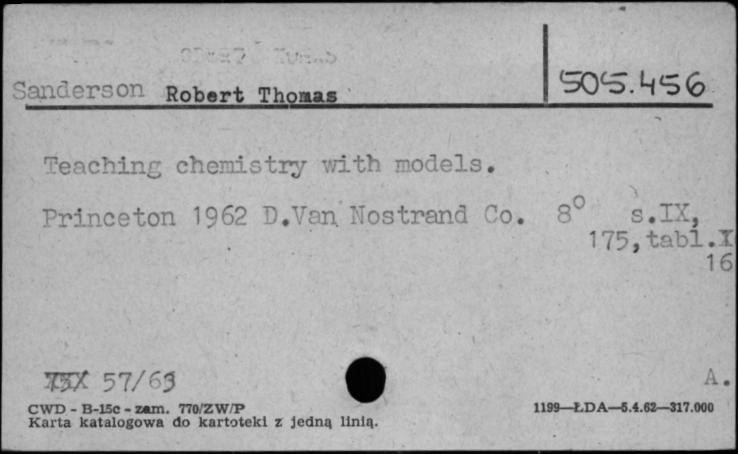 Sanderson Robert Thomas 505.456
Teaching chemistry with models.
Princeton 1962 D.Van Nostrand Co. 8° s.IX,
175,tabl.I
16
57/63
A.
CWD - B-15c - zam. 770/ZW/P
1199—ŁDA—5.4.62—317.000
Karta katalogowa do kartoteki z jedną linią.